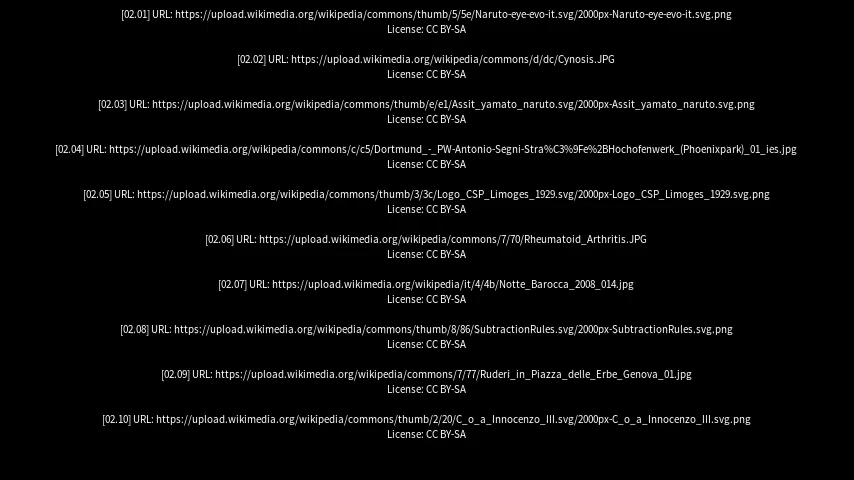 [02.01] URL: https://upload.wikimedia.org/wikipedia/commons/thumb/5/5e/Naruto-eye-evo-it.svg/2000px-Naruto-eye-evo-it.svg.png
License: CC BY-SA
[02.02] URL: https://upload.wikimedia.org/wikipedia/commons/d/dc/Cynosis.JPG
License: CC BY-SA
[02.03] URL: https://upload.wikimedia.org/wikipedia/commons/thumb/e/e1/Assit_yamato_naruto.svg/2000px-Assit_yamato_naruto.svg.png
License: CC BY-SA
[02.04] URL: https://upload.wikimedia.org/wikipedia/commons/c/c5/Dortmund_-_PW-Antonio-Segni-Stra%C3%9Fe%2BHochofenwerk_(Phoenixpark)_01_ies.jpg
License: CC BY-SA
[02.05] URL: https://upload.wikimedia.org/wikipedia/commons/thumb/3/3c/Logo_CSP_Limoges_1929.svg/2000px-Logo_CSP_Limoges_1929.svg.png
License: CC BY-SA
[02.06] URL: https://upload.wikimedia.org/wikipedia/commons/7/70/Rheumatoid_Arthritis.JPG
License: CC BY-SA
[02.07] URL: https://upload.wikimedia.org/wikipedia/it/4/4b/Notte_Barocca_2008_014.jpg
License: CC BY-SA
[02.08] URL: https://upload.wikimedia.org/wikipedia/commons/thumb/8/86/SubtractionRules.svg/2000px-SubtractionRules.svg.png
License: CC BY-SA
[02.09] URL: https://upload.wikimedia.org/wikipedia/commons/7/77/Ruderi_in_Piazza_delle_Erbe_Genova_01.jpg
License: CC BY-SA
[02.10] URL: https://upload.wikimedia.org/wikipedia/commons/thumb/2/20/C_o_a_Innocenzo_III.svg/2000px-C_o_a_Innocenzo_III.svg.png
License: CC BY-SA